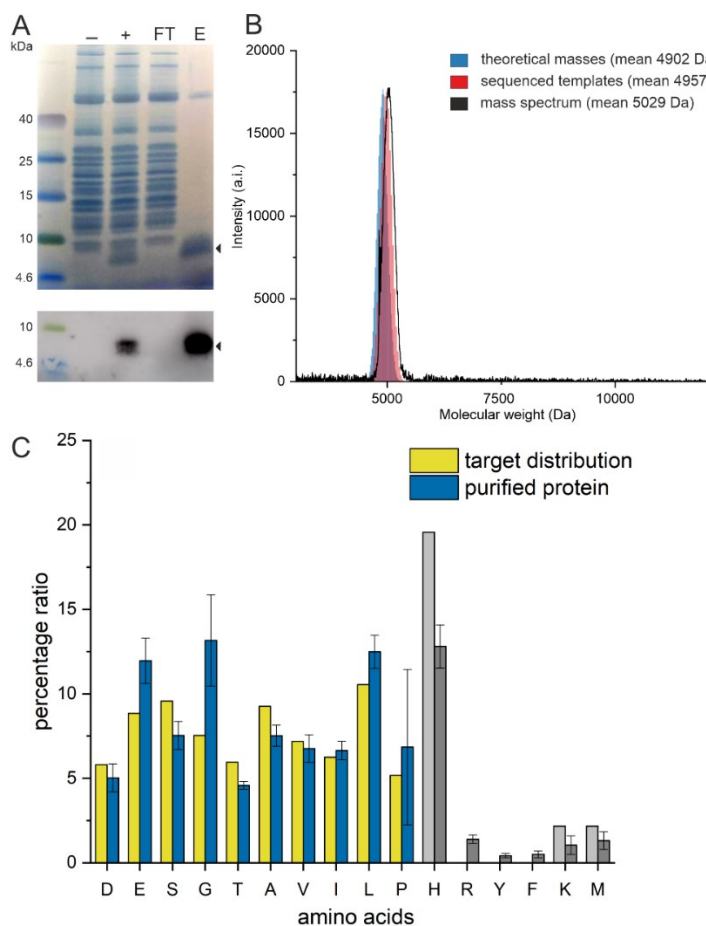 A
B
kDa
– + FT E
40
25
15
10
4.6
10
4.6
20000
15000
10000
5000
0
Intensity (a.i.)
theoretical masses (mean 4902 Da
sequenced templates (mean 4957
mass spectrum (mean 5029 Da)
5000 7500 10000
Molecular weight (Da)
C
25
20
15
10
5
0
percentage ratio
target distribution
purified protein
D E S G T A V I L P H R Y F K M
amino acids